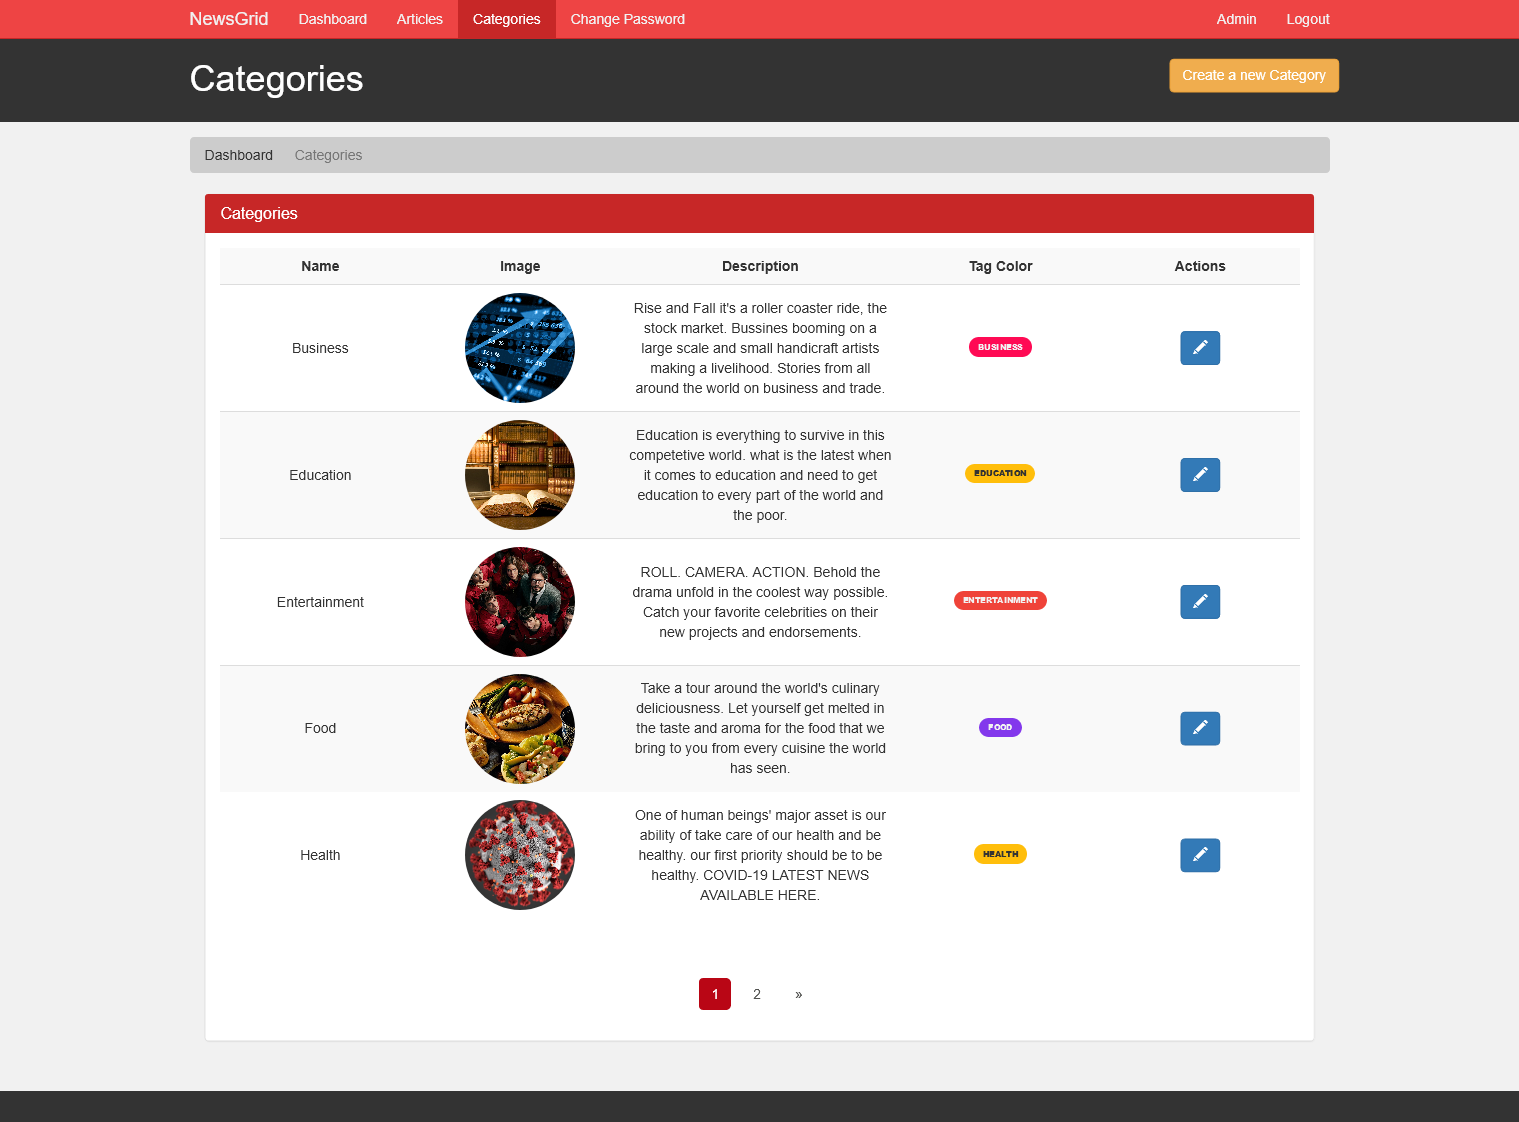 NewsGrid Dashboard Articles Categories Change Password Admin Logout
Categories
Create a new Category
Dashboard Categories
Categories
Name Image Description Tag Color Actions
Business
Rise and Fall it's a roller coaster ride, the
stock market. Bussines booming on a
large scale and small handicraft artists
making a livelihood. Stories from all
around the world on business and trade.
BUSINESS
Education
Education is everything to survive in this
competetive world. what is the latest when
it comes to education and need to get
education to every part of the world and
the poor.
EDUCATION
Entertainment
ROLL. CAMERA. ACTION. Behold the
drama unfold in the coolest way possible.
Catch your favorite celebrities on their
new projects and endorsements.
ENTERTAINMENT
Food
Take a tour around the world's culinary
deliciousness. Let yourself get melted in
the taste and aroma for the food that we
bring to you from every cuisine the world
has seen.
FOOD
Health
One of human beings' major asset is our
ability of take care of our health and be
healthy. our first priority should be to be
healthy. COVID-19 LATEST NEWS
AVAILABLE HERE.
HEALTH
1 2 »